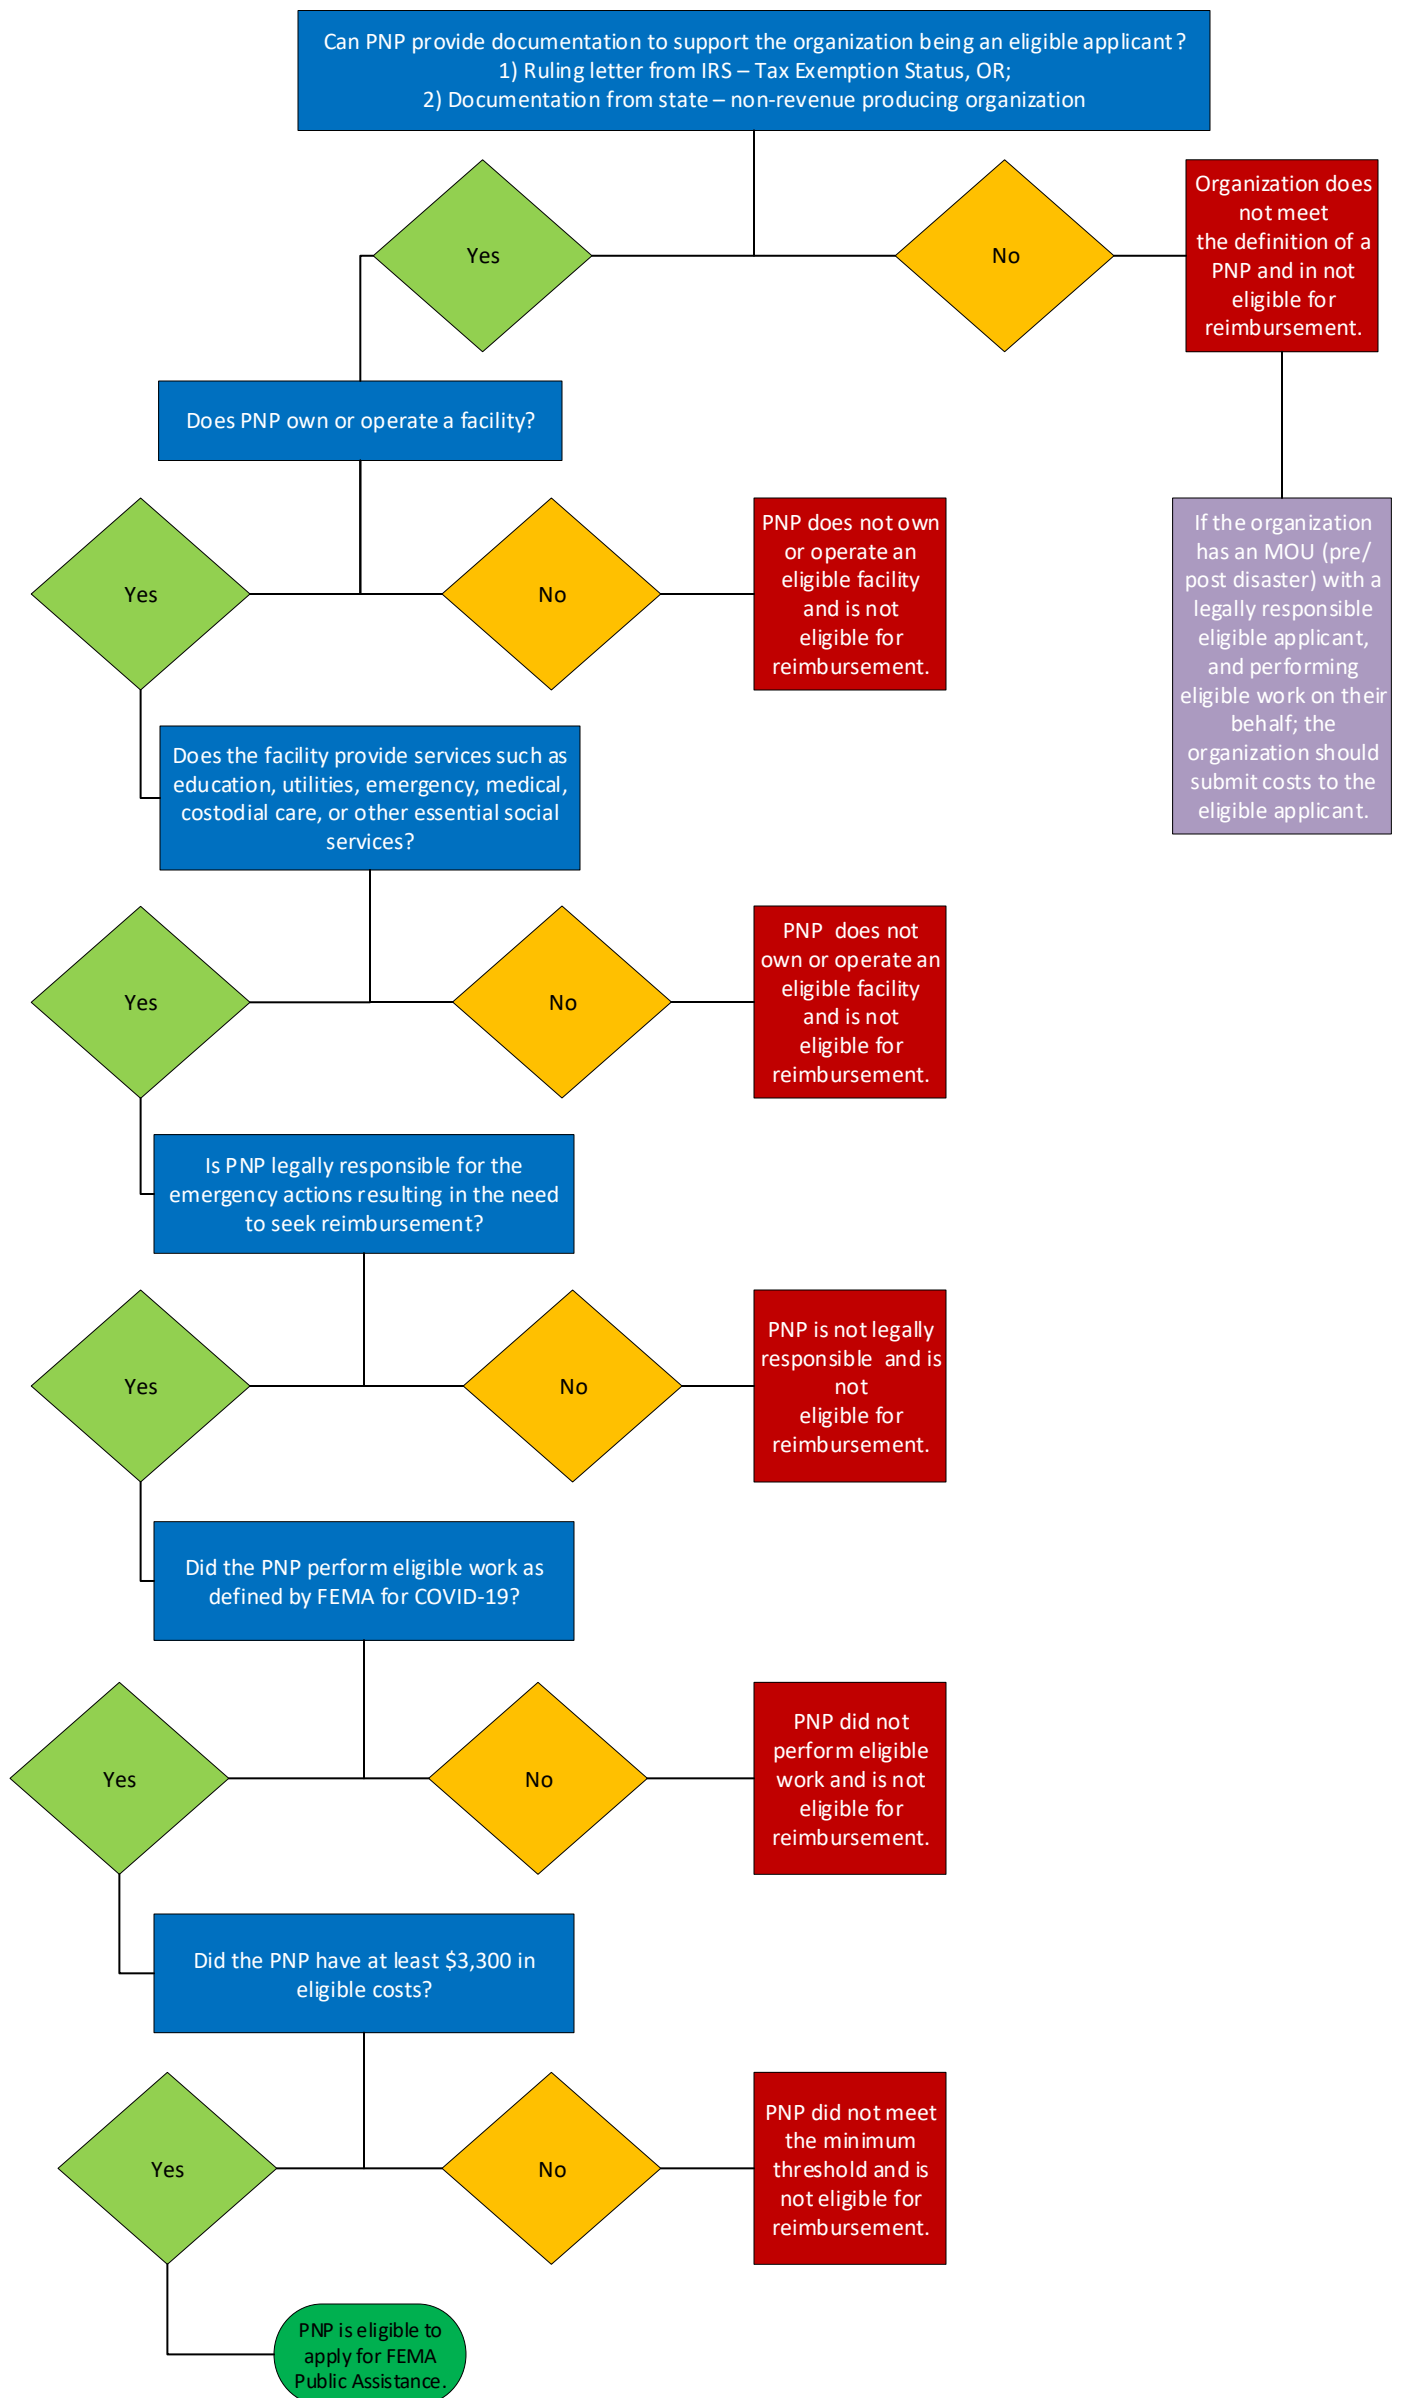 Can PNP provide documentation to support the organization being an eligible applicant?
1) Ruling letter from IRS – Tax Exemption Status, OR;
2) Documentation from state – non-revenue producing organization
Yes
No
Organization does
not meet
the definition of a
PNP and in not
eligible for
reimbursement.
Does PNP own or operate a facility?
Yes
No
PNP does not own
or operate an
eligible facility
and is not
eligible for
reimbursement.
If the organization
has an MOU (pre/
post disaster) with a
legally responsible
eligible applicant,
and performing
eligible work on their
behalf; the
organization should
submit costs to the
eligible applicant.
Does the facility provide services such as
education, utilities, emergency, medical,
costodial care, or other essential social
services?
Yes
No
PNP does not
own or operate an
eligible facility
and is not
eligible for
reimbursement.
Is PNP legally responsible for the
emergency actions resulting in the need
to seek reimbursement?
Yes
No
PNP is not legally
responsible and is
not
eligible for
reimbursement.
Did the PNP perform eligible work as
defined by FEMA for COVID-19?
Yes
No
PNP did not
perform eligible
work and is not
eligible for
reimbursement.
Did the PNP have at least $3,300 in
eligible costs?
Yes
No
PNP did not meet
the minimum
threshold and is
not eligible for
reimbursement.
PNP is eligible to
apply for FEMA
Public Assistance.